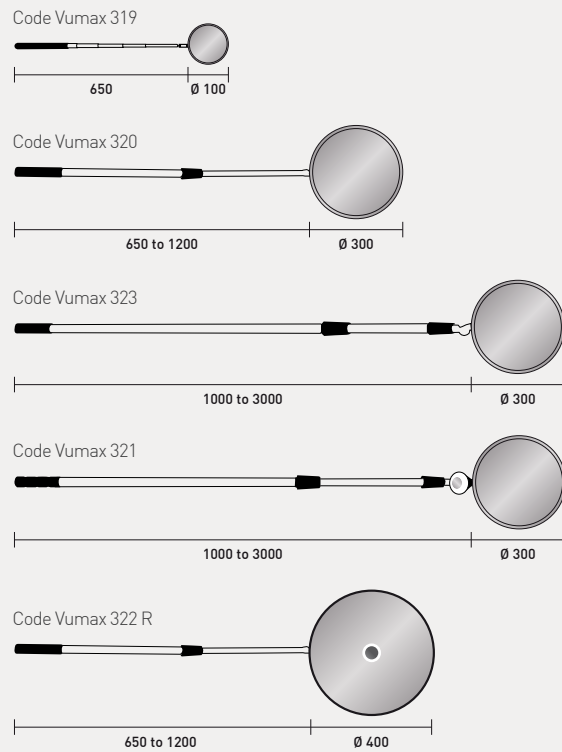 Code Vumax 319
650 Ø 100
Code Vumax 320
650 to 1200 Ø 300
Code Vumax 323
1000 to 3000 Ø 300
Code Vumax 321
1000 to 3000 Ø 300
Code Vumax 322 R
650 to 1200 Ø 400